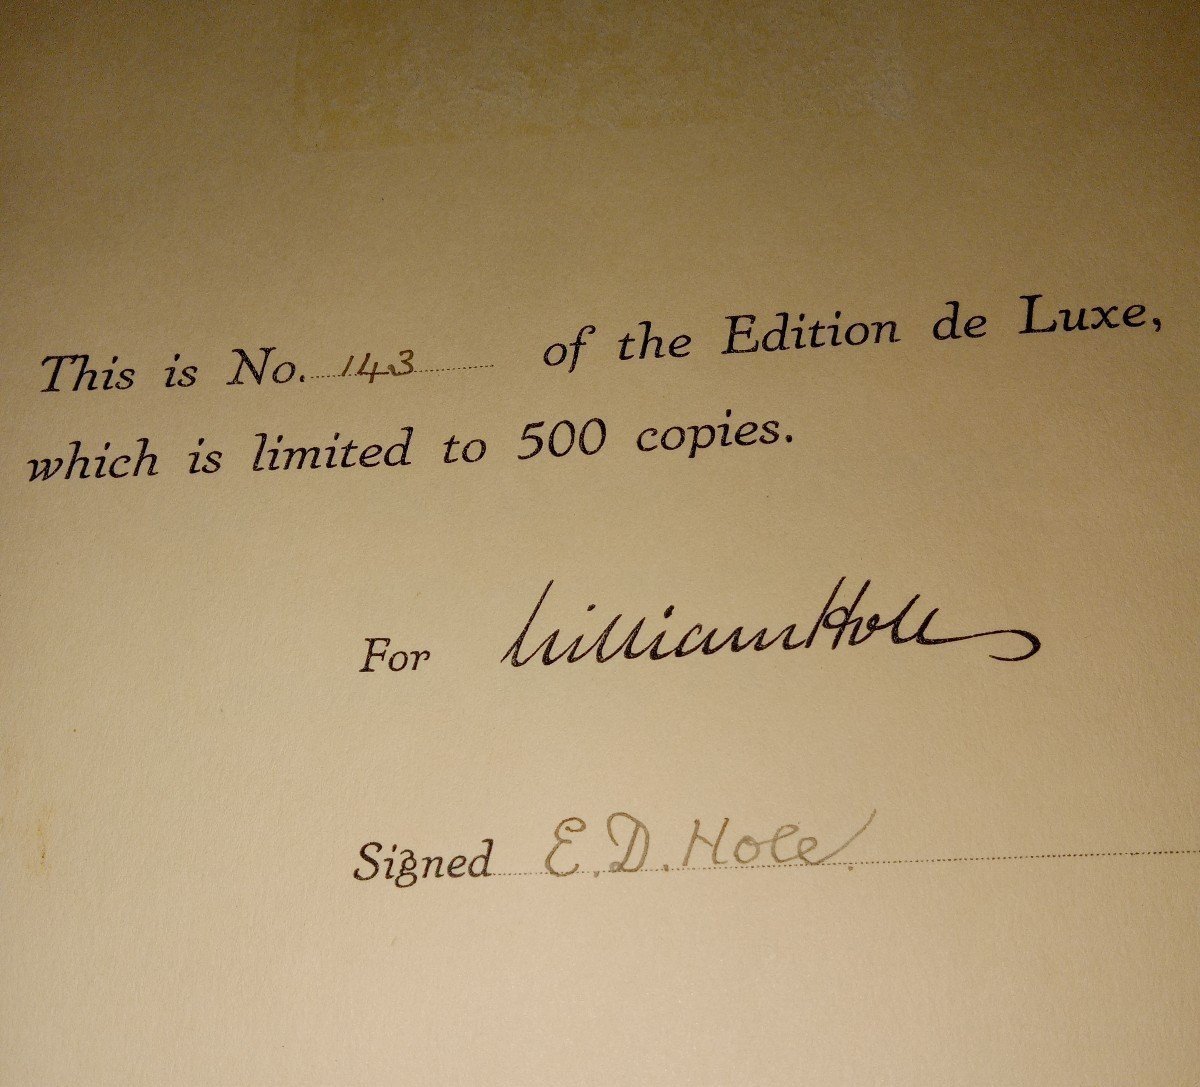 This is No. 143 of the Edition de Luxe,
which is limited to 500 copies.
For William Hole
Signed E. D. Hole